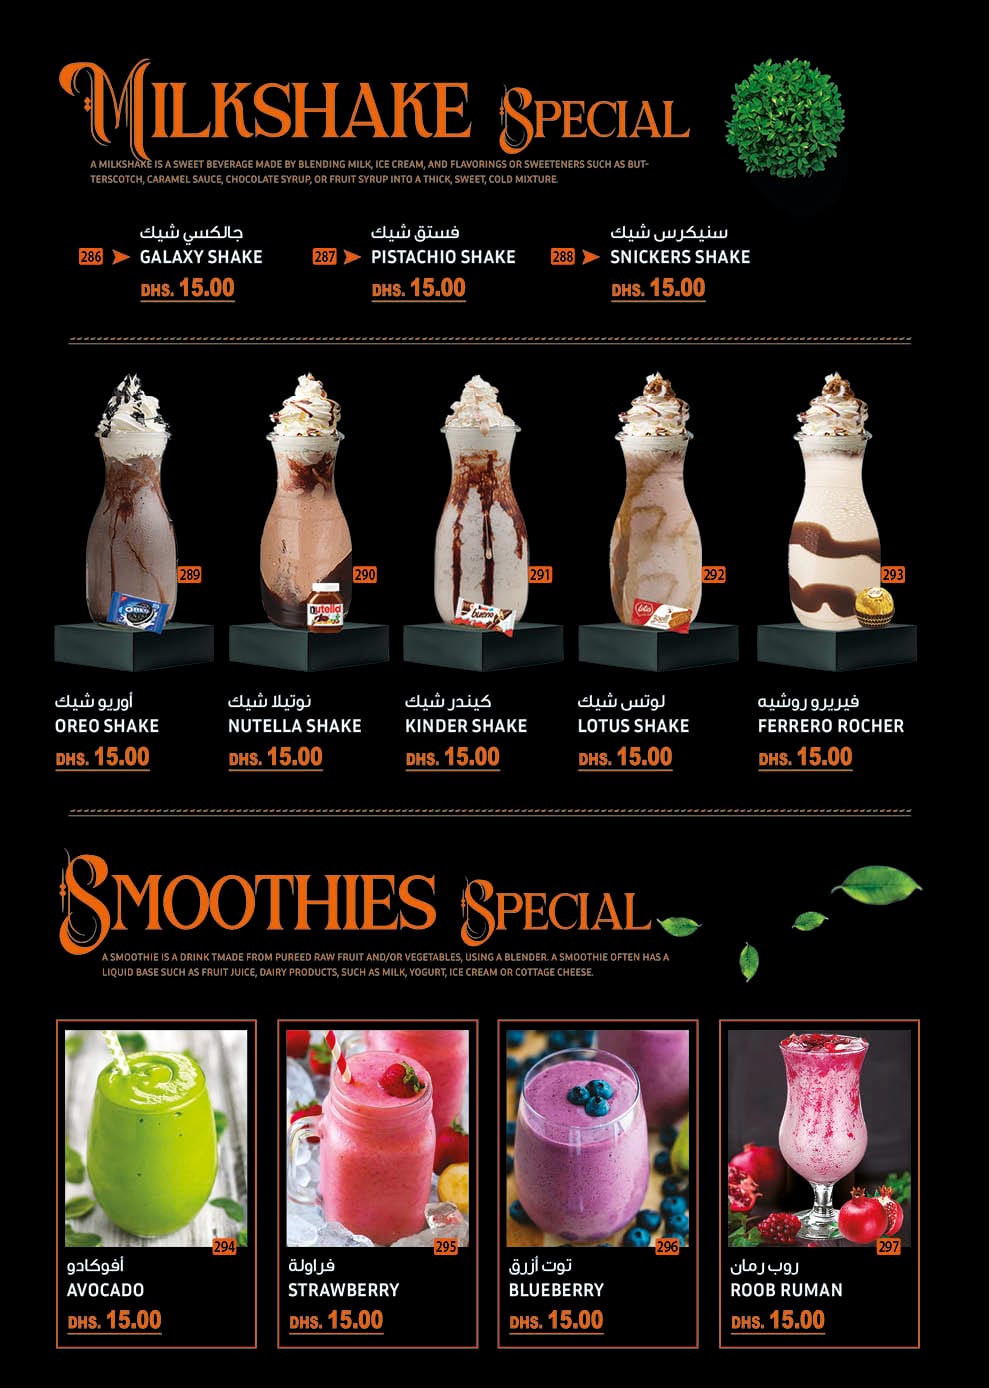 MILKSHAKE SPECIAL
A MILKSHAKE IS A SWEET BEVERAGE MADE BY BLENDING MILK, ICE CREAM, AND FLAVORINGS OR SWEETENERS SUCH AS BUT-
TERSCOTCH, CARAMEL SAUCE, CHOCOLATE SYRUP, OR FRUIT SYRUP INTO A THICK, SWEET, COLD MIXTURE.
286
جالكسي شيك
GALAXY SHAKE
DHS. 15.00
287
فستق شيك
PISTACHIO SHAKE
DHS. 15.00
288
سنيكرس شيك
SNICKERS SHAKE
DHS. 15.00
OREO
289
أوريو شيك
OREO SHAKE
DHS. 15.00
nutella
290
نوتيلا شيك
NUTELLA SHAKE
DHS. 15.00
bueno
291
كيندر شيك
KINDER SHAKE
DHS. 15.00
Lotus
292
لوتس شيك
LOTUS SHAKE
DHS. 15.00
293
فيريرو روشيه
FERRERO ROCHER
DHS. 15.00
SMOOTHIES SPECIAL
A SMOOTHIE IS A DRINK TMADE FROM PUREED RAW FRUIT AND/OR VEGETABLES, USING A BLENDER. A SMOOTHIE OFTEN HAS A
LIQUID BASE SUCH AS FRUIT JUICE, DAIRY PRODUCTS, SUCH AS MILK, YOGURT, ICE CREAM OR COTTAGE CHEESE.
294
أفوكادو
AVOCADO
DHS. 15.00
295
فراولة
STRAWBERRY
DHS. 15.00
296
توت أزرق
BLUEBERRY
DHS. 15.00
297
روب رمان
ROOB RUMAN
DHS. 15.00